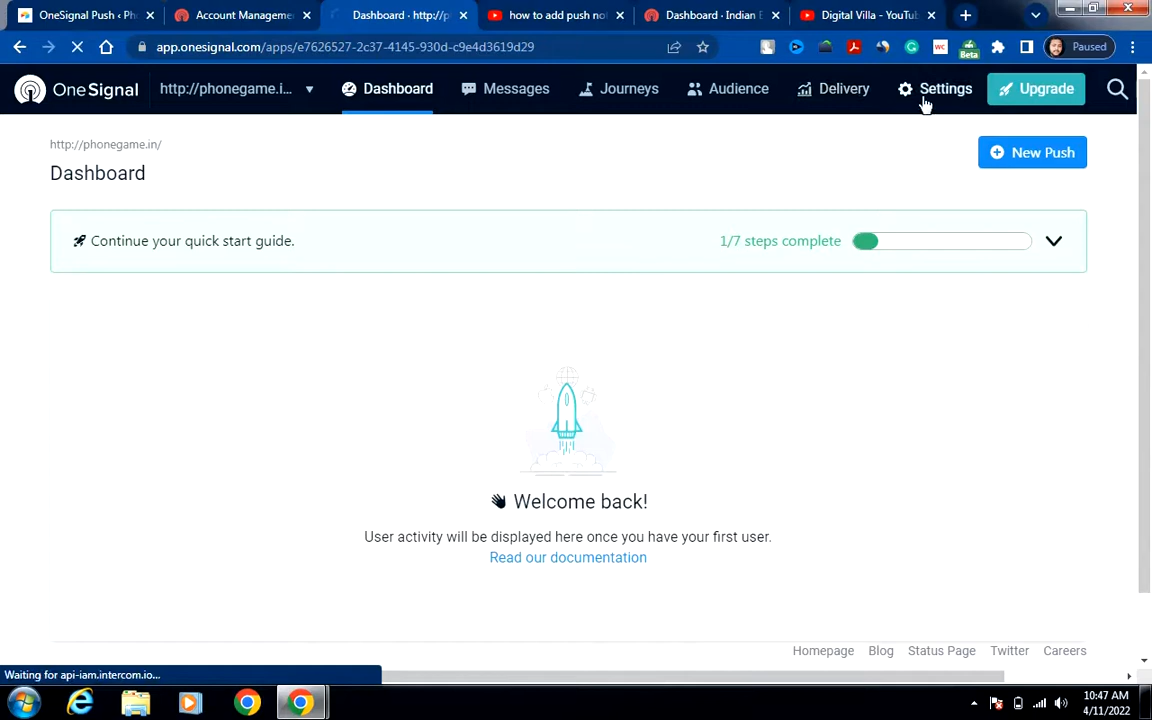 OneSignal Push ‹ Ph
Account Manageme
Dashboard · http://p
how to add push no
Dashboard · Indian E
Digital Villa - YouTu
app.onesignal.com/apps/e7626527-2c37-4145-930d-c9e4d3619d29
WC
Beta
Paused
OneSignal
http://phonegame.i...
Dashboard
Messages
Journeys
Audience
Delivery
Settings
Upgrade
http://phonegame.in/
Dashboard
New Push
Continue your quick start guide.
1/7 steps complete
Welcome back!
User activity will be displayed here once you have your first user.
Read our documentation
Homepage
Blog
Status Page
Twitter
Careers
Waiting for api-iam.intercom.io...
10:47 AM
4/11/2022